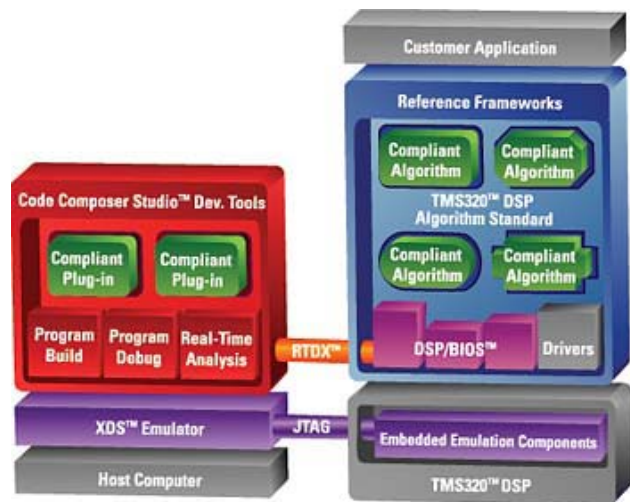 Customer Application
Reference Frameworks
Compliant
Algorithm
Compliant
Algorithm
TMS320™ DSP
Algorithm Standard
Compliant
Algorithm
Compliant
Algorithm
DSP/BIOS™
Drivers
Code Composer Studio™ Dev. Tools
Compliant
Plug-in
Compliant
Plug-in
Program
Build
Program
Debug
Real-Time
Analysis
RTDX™
XDS™ Emulator
JTAG
Embedded Emulation Components
Host Computer
TMS320™ DSP